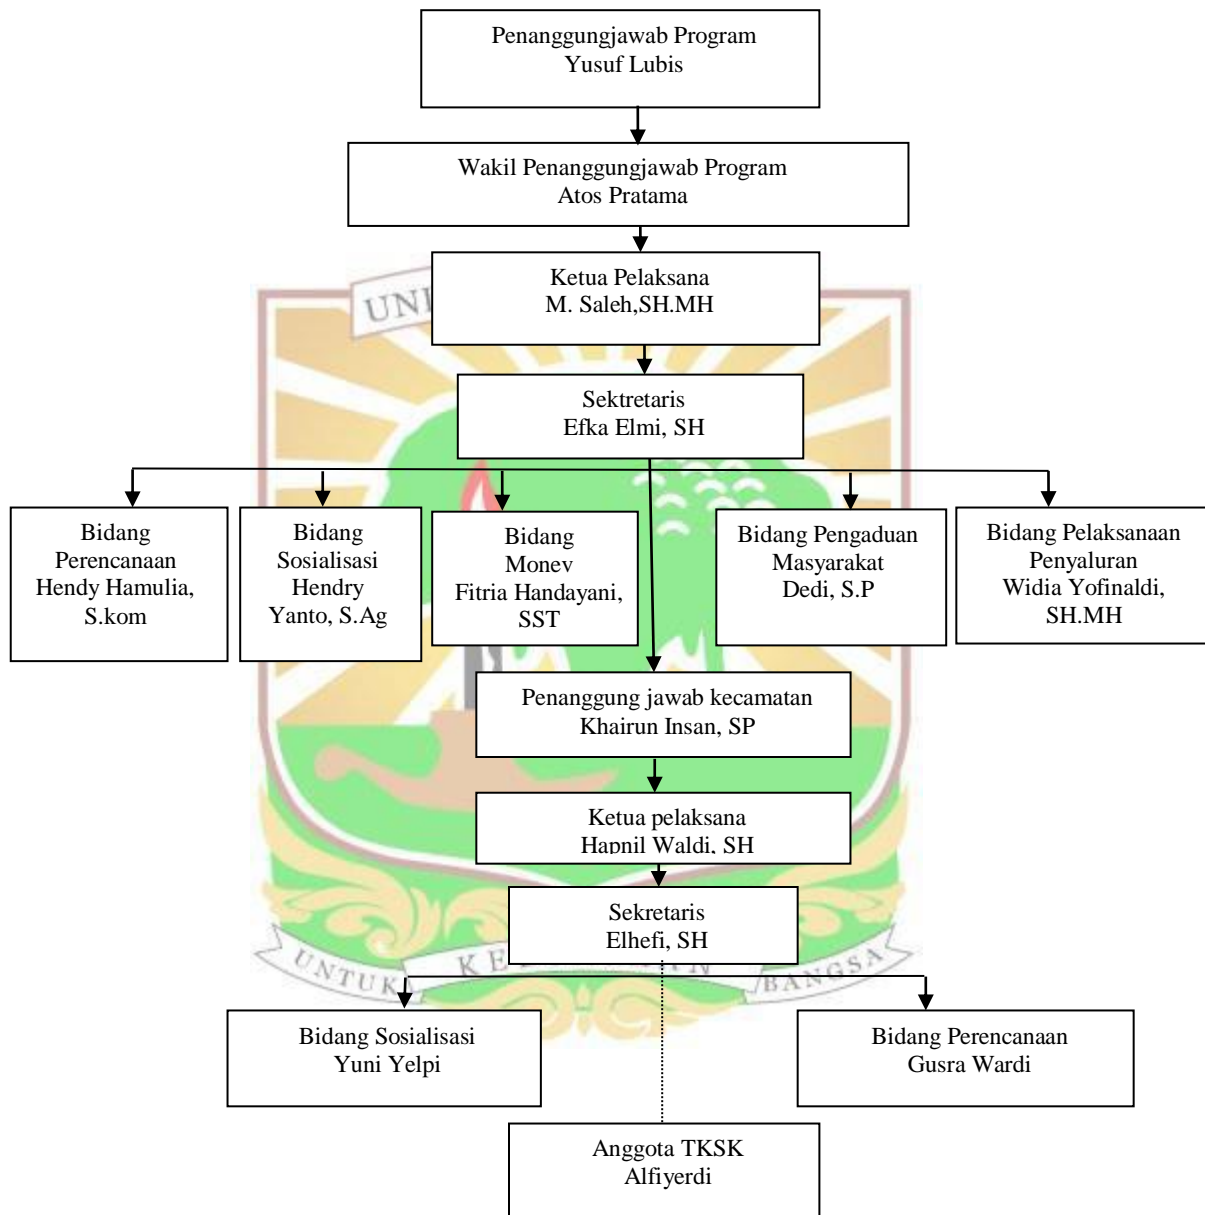 Penanggungjawab Program
Yusuf Lubis
Wakil Penanggungjawab Program
Atos Pratama
Ketua Pelaksana
M. Saleh,SH.MH
UNI
Sektretaris
Efka Elmi, SH
Bidang
Perencanaan
Hendy Hamulia,
S.kom
Bidang
Sosialisasi
Hendry
Yanto, S.Ag
Bidang
Monev
Fitria Handayani,
SST
Bidang Pengaduan
Masyarakat
Dedi, S.P
Bidang Pelaksanaan
Penyaluran
Widia Yofinaldi,
SH.MH
Penanggung jawab kecamatan
Khairun Insan, SP
Ketua pelaksana
Hapnil Waldi, SH
Sekretaris
Elhefi, SH
UNTUK BANGSA
Bidang Sosialisasi
Yuni Yelpi
Bidang Perencanaan
Gusra Wardi
Anggota TKSK
Alfiyerdi